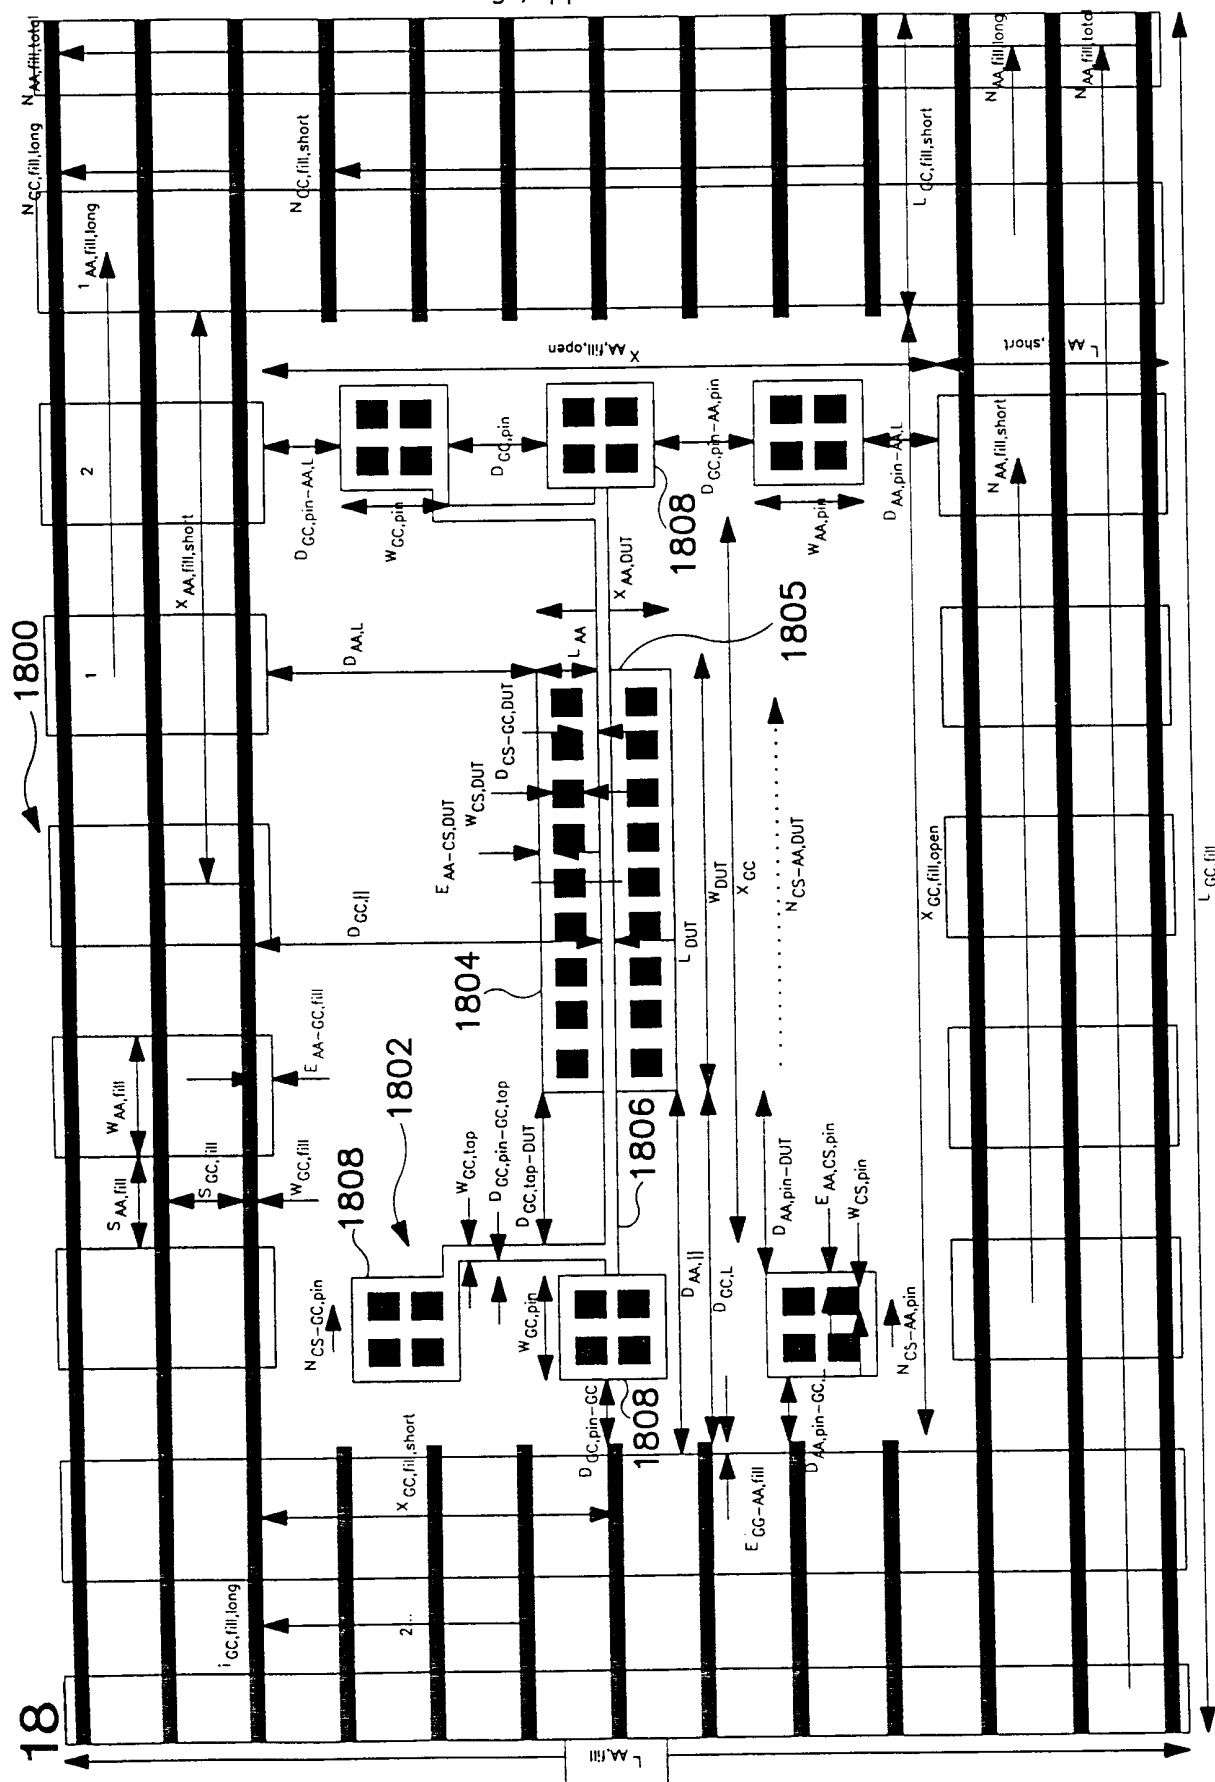 18
1800
1802
1804
1805
1806
1808
1808
1808
N AA,fill,total
N GC,fill,long
1 AA,fill,long
N GC,fill,short
L GC,fill,short
N AA,fill,long
N AA,fill,total
X AA,fill,open
L AA ,short
2
1
X AA,fill,short
D GC,pin-AA,L
W GC,pin
D GC,pin
D GC,pin-AA,pin
W AA,pin
D AA,pin-AA,L
N AA,fill,short
D AA,L
L AA
X AA,DUT
D CS-GC,DUT
W CS,DUT
E AA-CS,DUT
D GC,||
L DUT
W DUT
X GC
N CS-AA,DUT
X GC,fill,open
L GC,fill
E AA-GC,fill
W AA,fill
S AA,fill
S GC,fill
W GC,fill
W GC,tap
D GC,pin-GC,tap
D GC,tap-DUT
N CS-GC,pin
W GC,pin
D AA,||
D GC,L
D AA,pin-DUT
E AA,CS,pin
W CS,pin
N CS-AA,pin
D GC,pin-GC
D AA,pin-GC,L
E GG-AA,fill
X GC,fill,short
i GC,fill,long
2...
L AA,fill